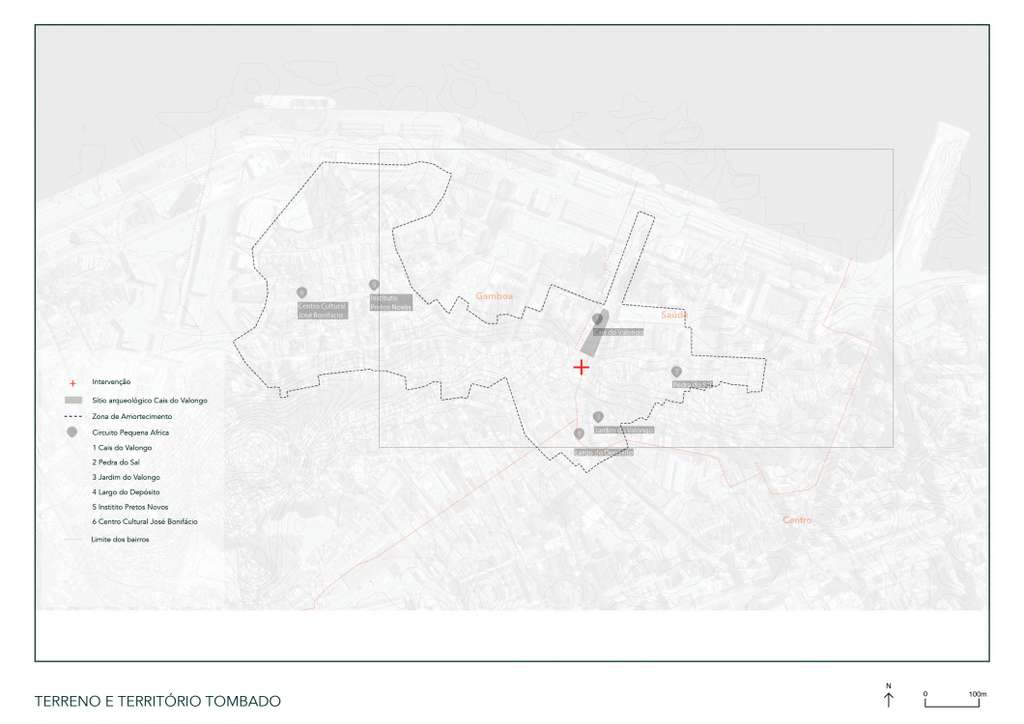 Gamboa
Saúde
Centro Cultural
José Bonifácio
Instituto
Pretos Novos
Cais do Valongo
Pedra do Sal
Jardim do Valongo
Largo do Depósito
Centro
Intervenção
Sítio arqueológico Cais do Valongo
Zona de Amortecimento
Circuito Pequena Africa
1 Cais do Valongo
2 Pedra do Sal
3 Jardim do Valongo
4 Largo do Depósito
5 Institito Pretos Novos
6 Centro Cultural José Bonifácio
Limite dos bairros
TERRENO E TERRITÓRIO TOMBADO
N
0 100m